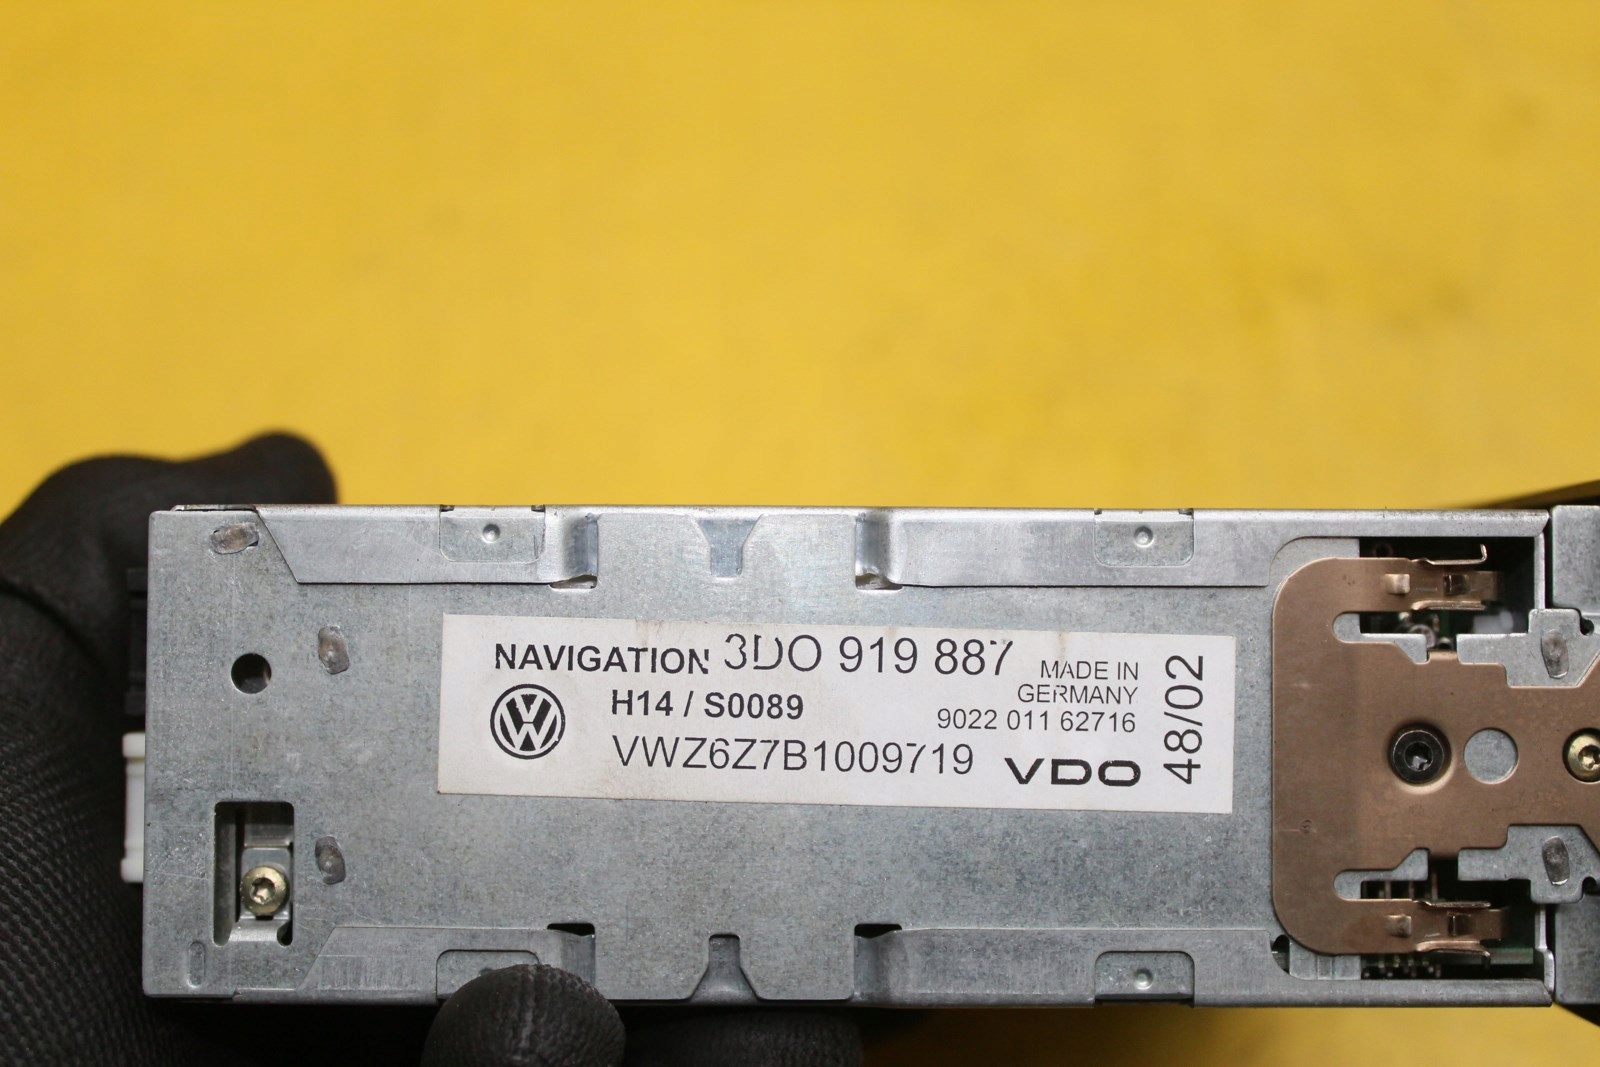 NAVIGATION 3D0 919 887
MADE IN
GERMANY
H14 / S0089
9022 011 62716
VWZ6Z7B1009719
VDO
48/02